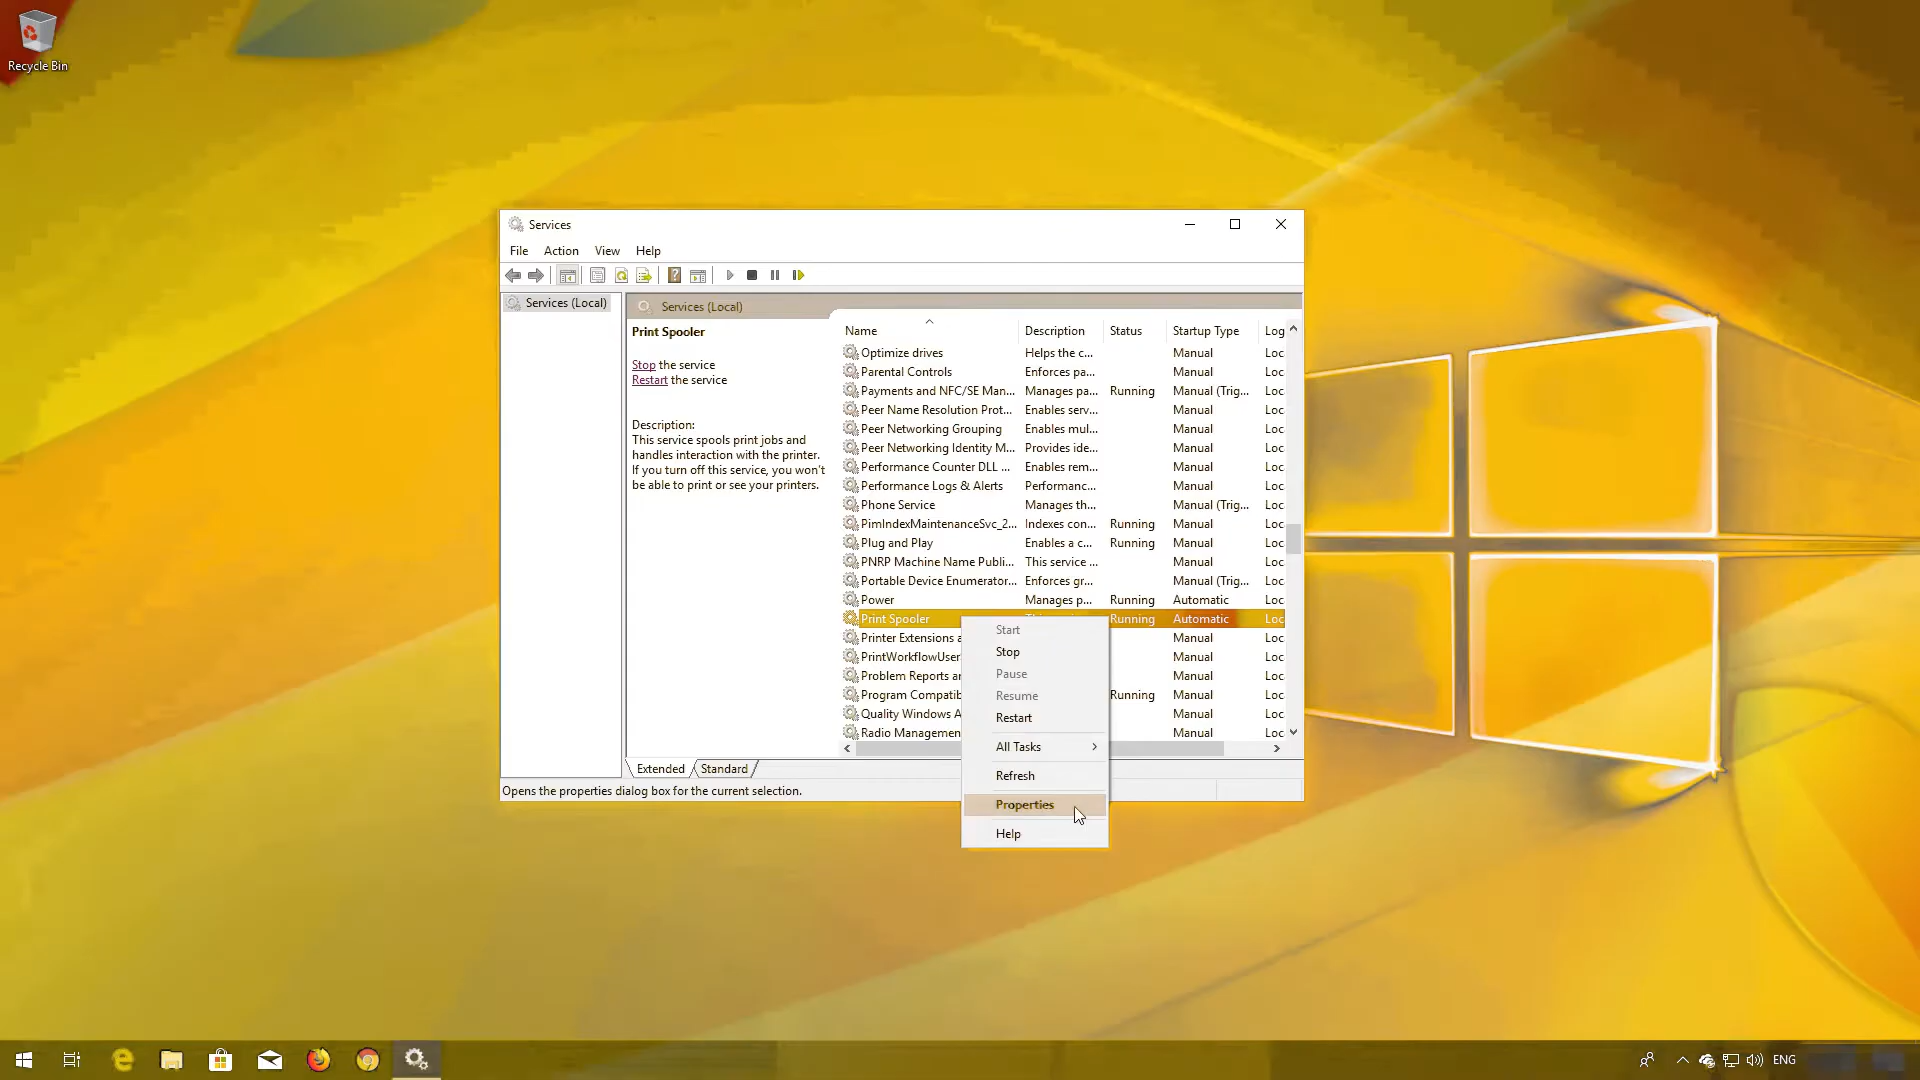 Recycle Bin
Services
File Action View Help
Services (Local)
Services (Local)
Print Spooler
Stop the service
Restart the service
Description:
This service spools print jobs and
handles interaction with the printer.
If you turn off this service, you won't
be able to print or see your printers.
Name Description Status Startup Type Log
Optimize drives Helps the c... Manual Loc
Parental Controls Enforces pa... Manual Loc
Payments and NFC/SE Man... Manages pa... Running Manual (Trig... Loc
Peer Name Resolution Prot... Enables serv... Manual Loc
Peer Networking Grouping Enables mul... Manual Loc
Peer Networking Identity M... Provides ide... Manual Loc
Performance Counter DLL ... Enables rem... Manual Loc
Performance Logs & Alerts Performanc... Manual Loc
Phone Service Manages th... Manual (Trig... Loc
PimIndexMaintenanceSvc_2... Indexes con... Running Manual Loc
Plug and Play Enables a c... Running Manual Loc
PNRP Machine Name Publi... This service ... Manual Loc
Portable Device Enumerator... Enforces gr... Manual (Trig... Loc
Power Manages p... Running Automatic Loc
Print Spooler Running Automatic Loc
Printer Extensions a Manual Loc
PrintWorkflowUser Manual Loc
Problem Reports ar Manual Loc
Program Compatib Running Manual Loc
Quality Windows A Manual Loc
Radio Managemen Manual Loc
Start
Stop
Pause
Resume
Restart
All Tasks
Refresh
Properties
Help
Extended Standard
Opens the properties dialog box for the current selection.
ENG